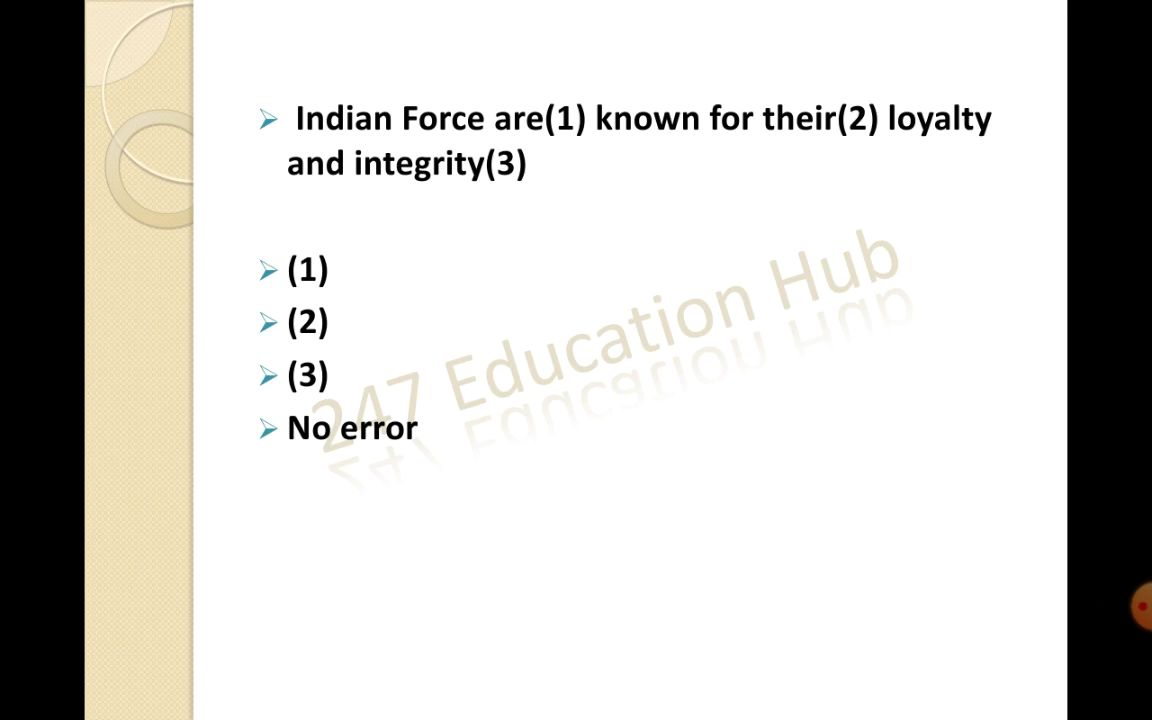 Indian Force are(1) known for their(2) loyalty
and integrity(3)
(1)
(2)
(3)
No error
247 Education Hub